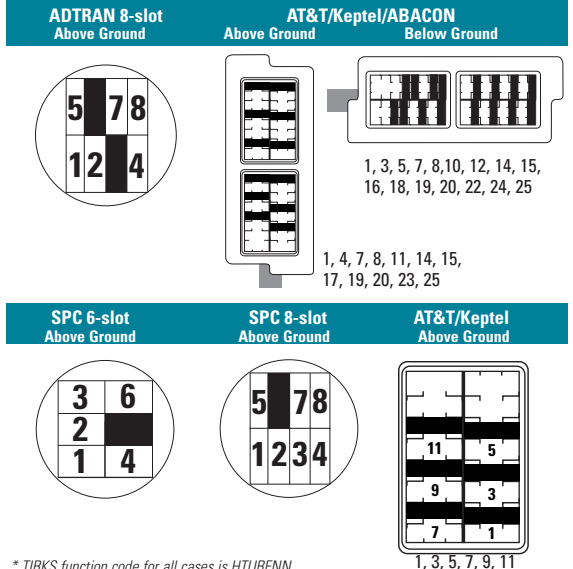 ADTRAN 8-slot
Above Ground
AT&T/Keptel/ABACON
Above Ground Below Ground
5 7 8
1 2 4
1, 3, 5, 7, 8,10, 12, 14, 15,
16, 18, 19, 20, 22, 24, 25
1, 4, 7, 8, 11, 14, 15,
17, 19, 20, 23, 25
SPC 6-slot
Above Ground
SPC 8-slot
Above Ground
AT&T/Keptel
Above Ground
3 6
2
1 4
5 7 8
1 2 3 4
11 5
9 3
7 1
1, 3, 5, 7, 9, 11
* TIRKS function code for all cases is HTURENN